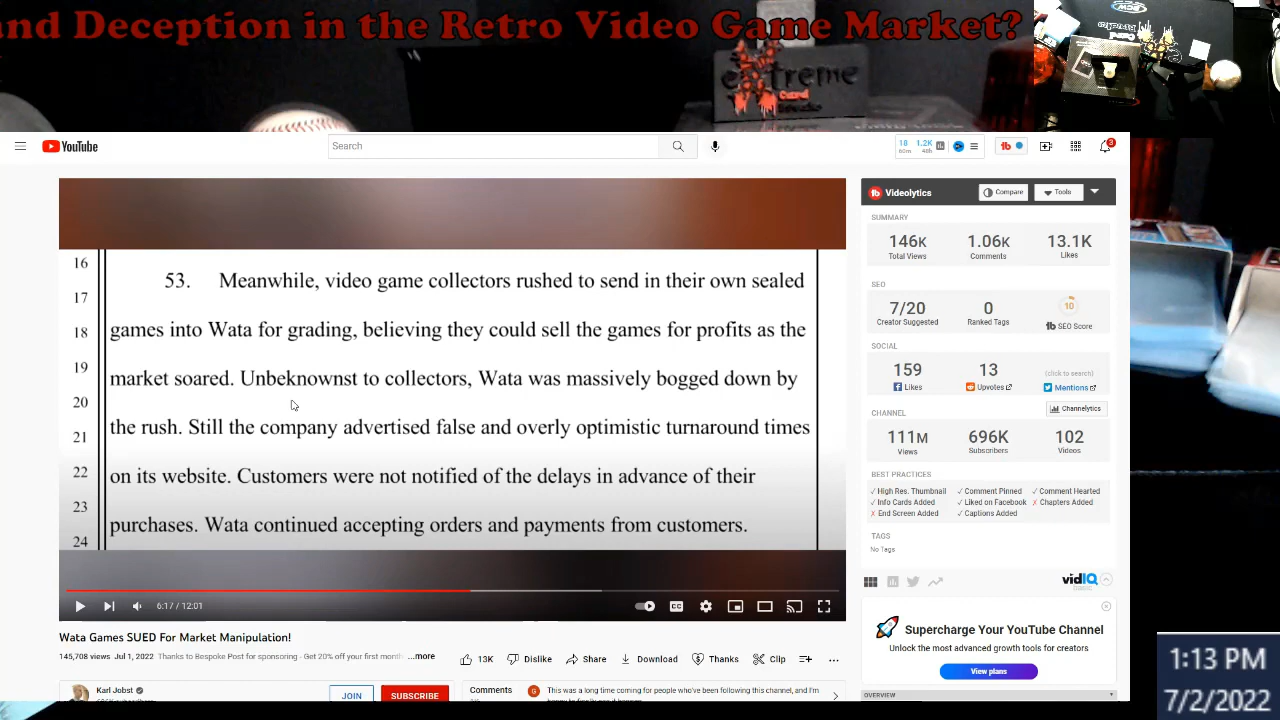 and Deception in the Retro Video Game Market?
extreme
Card
Breaks
YouTube
Search
18
60m
1.2K
48h
3
16
53. Meanwhile, video game collectors rushed to send in their own sealed
17
games into Wata for grading, believing they could sell the games for profits as the
18
19
market soared. Unbeknownst to collectors, Wata was massively bogged down by
20
the rush. Still the company advertised false and overly optimistic turnaround times
21
22
on its website. Customers were not notified of the delays in advance of their
23
purchases. Wata continued accepting orders and payments from customers.
24
6:17 / 12:01
CC
Wata Games SUED For Market Manipulation!
145,708 views Jul 1, 2022 Thanks to Bespoke Post for sponsoring - Get 20% off your first month
...more
13K
Dislike
Share
Download
Thanks
Clip
Karl Jobst
JOIN
SUBSCRIBE
Comments
G
This was a long time coming for people who've been following this channel, and I'm
Videolytics
Compare
Tools
SUMMARY
146K
Total Views
1.06K
Comments
13.1K
Likes
SEO
7/20
Creator Suggested
0
Ranked Tags
10
SEO Score
SOCIAL
159
Likes
13
Upvotes
(click to search)
Mentions
CHANNEL
Channelytics
111M
Views
696K
Subscribers
102
Videos
BEST PRACTICES
✓ High Res. Thumbnail
✓ Comment Pinned
✓ Comment Hearted
✓ Info Cards Added
✓ Liked on Facebook
✗ Chapters Added
✗ End Screen Added
✓ Captions Added
TAGS
No Tags
vidIQ
Supercharge Your YouTube Channel
Unlock the most advanced growth tools for creators
View plans
OVERVIEW
1:13 PM
7/2/2022